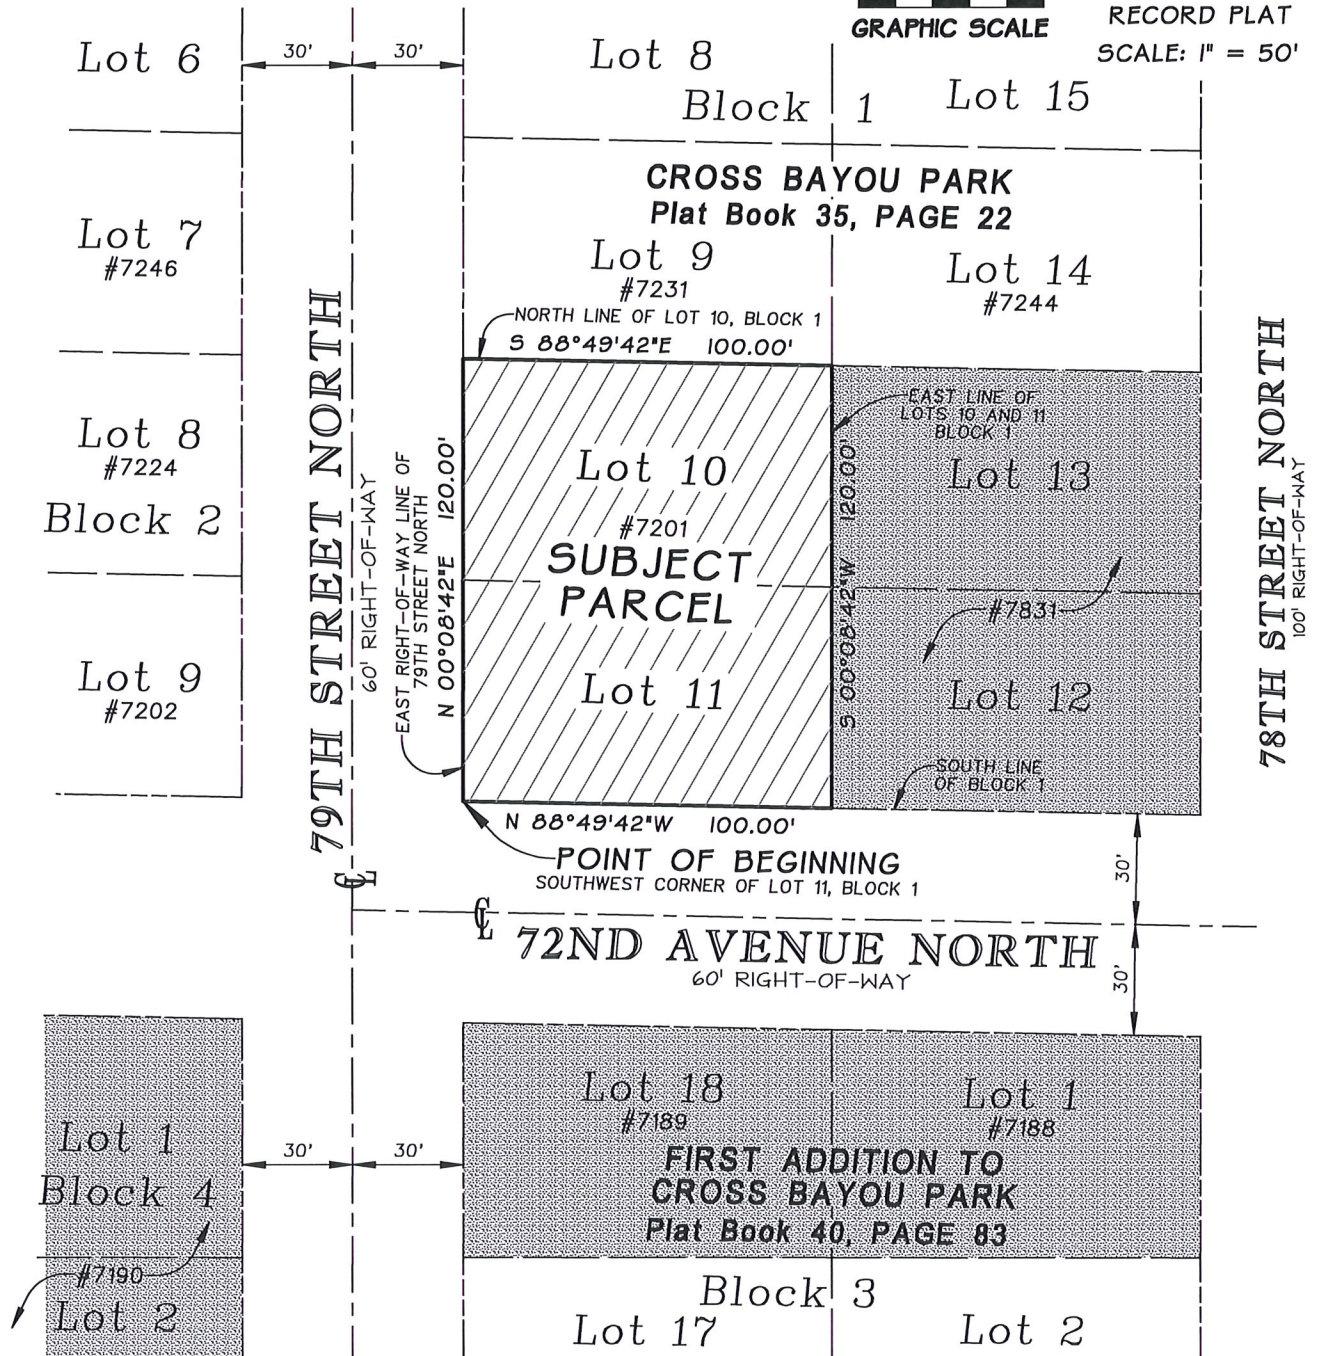 GRAPHIC SCALE
RECORD PLAT
SCALE: 1" = 50'
Lot 6
30'
30'
Lot 8
Block 1
Lot 15
CROSS BAYOU PARK
Plat Book 35, PAGE 22
Lot 7
#7246
Lot 9
#7231
Lot 14
#7244
NORTH LINE OF LOT 10, BLOCK 1
S 88°49'42"E 100.00'
Lot 8
#7224
Block 2
Lot 9
#7202
79TH STREET NORTH
60' RIGHT-OF-WAY
EAST RIGHT-OF-WAY LINE OF
79TH STREET NORTH
N 00°08'42"E 120.00'
Lot 10
#7201
SUBJECT
PARCEL
Lot 11
S 00°08'42"W 120.00'
EAST LINE OF
LOTS 10 AND 11
BLOCK 1
Lot 13
#7831
Lot 12
SOUTH LINE
OF BLOCK 1
78TH STREET NORTH
100' RIGHT-OF-WAY
N 88°49'42"W 100.00'
POINT OF BEGINNING
SOUTHWEST CORNER OF LOT 11, BLOCK 1
30'
CL
CL
72ND AVENUE NORTH
60' RIGHT-OF-WAY
30'
Lot 1
Block 4
#7190
Lot 2
30'
30'
Lot 18
#7189
Lot 1
#7188
FIRST ADDITION TO
CROSS BAYOU PARK
Plat Book 40, PAGE 83
Block 3
Lot 17
Lot 2